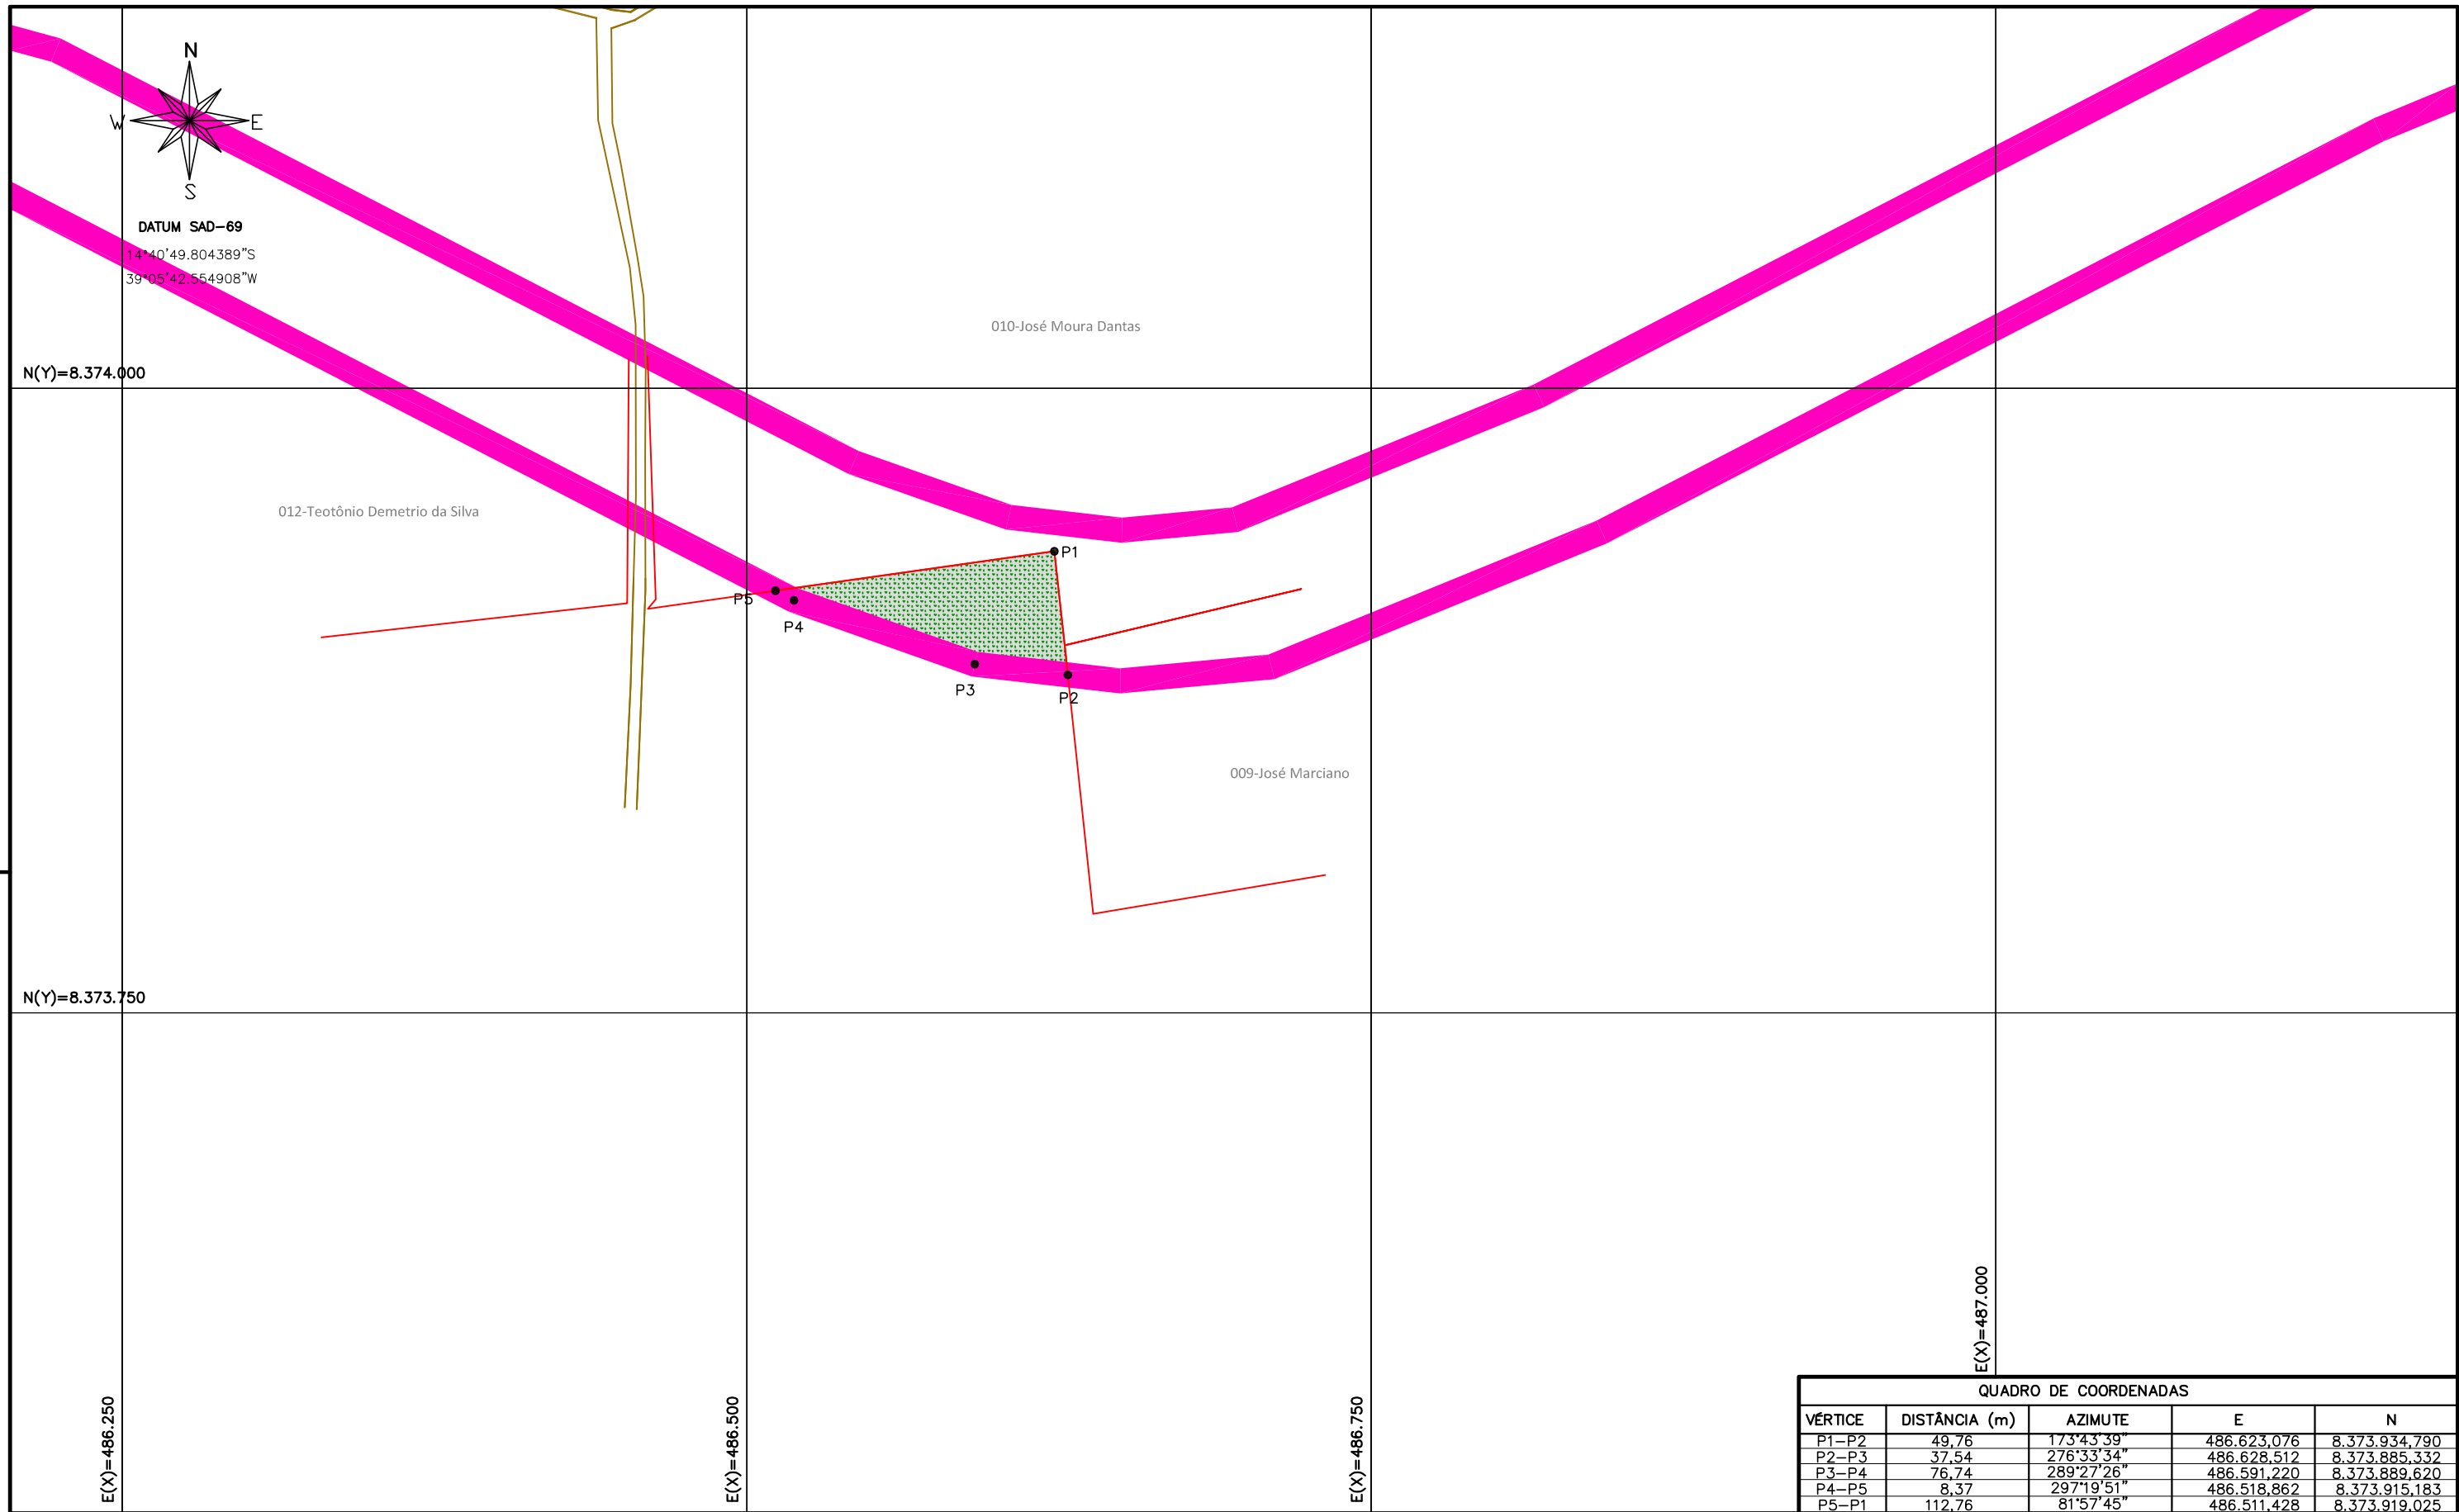 N
W E
S
DATUM SAD-69
14°40'49.804389"S
39°05'42.554908"W
010-José Moura Dantas
N(Y)=8.374.000
012-Teotônio Demetrio da Silva
P1
P5
P4
P3
P2
009-José Marciano
N(Y)=8.373.750
E(X)=486.250
E(X)=486.500
E(X)=486.750
E(X)=487.000
QUADRO DE COORDENADAS
VÉRTICE DISTÂNCIA (m) AZIMUTE E N
P1-P2 49,76 173°43'39" 486.623,076 8.373.934,790
P2-P3 37,54 276°33'34" 486.628,512 8.373.885,332
P3-P4 76,74 289°27'26" 486.591,220 8.373.889,620
P4-P5 8,37 297°19'51" 486.518,862 8.373.915,183
P5-P1 112,76 81°57'45" 486.511,428 8.373.919,025